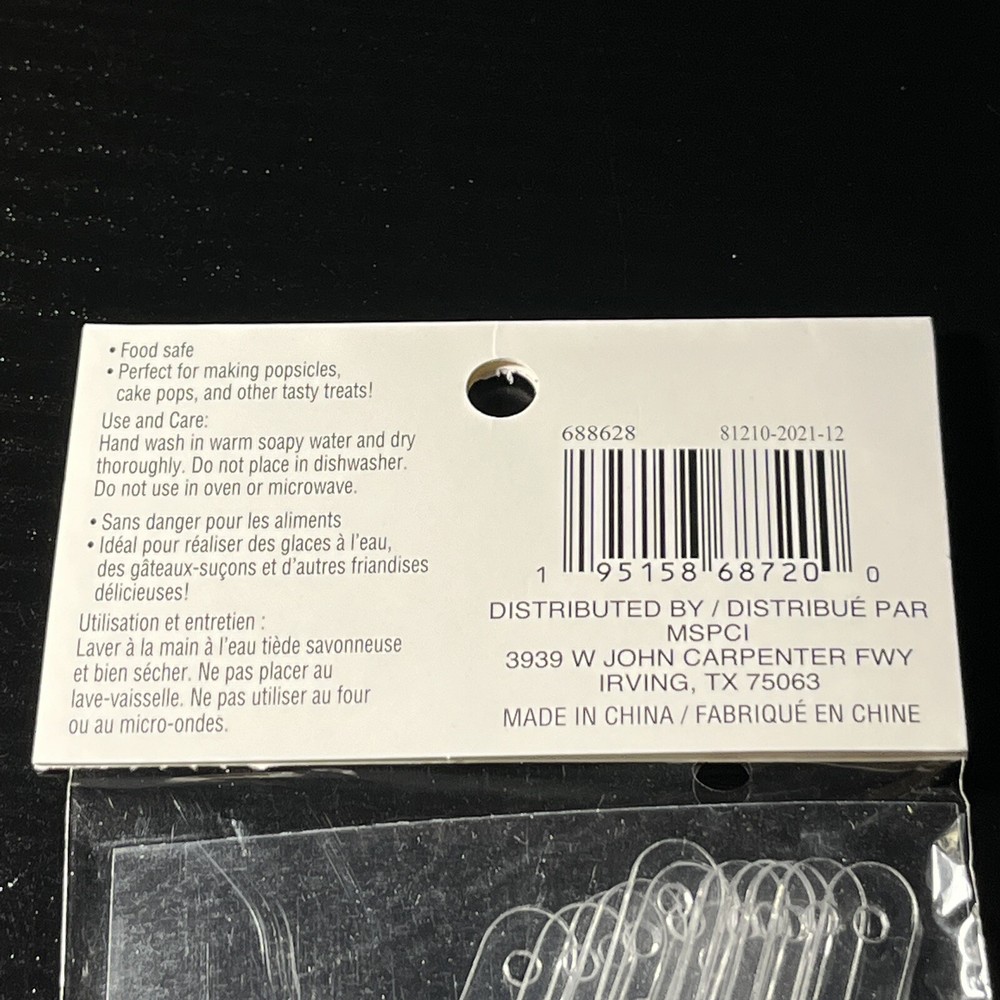 • Food safe
• Perfect for making popsicles,
cake pops, and other tasty treats!
Use and Care:
Hand wash in warm soapy water and dry
thoroughly. Do not place in dishwasher.
Do not use in oven or microwave.
• Sans danger pour les aliments
• Idéal pour réaliser des glaces à l'eau,
des gâteaux-suçons et d'autres friandises
délicieuses!
Utilisation et entretien :
Laver à la main à l'eau tiède savonneuse
et bien sécher. Ne pas placer au
lave-vaisselle. Ne pas utiliser au four
ou au micro-ondes.
688628 81210-2021-12
1 95158 68720 0
DISTRIBUTED BY / DISTRIBUÉ PAR
MSPCI
3939 W JOHN CARPENTER FWY
IRVING, TX 75063
MADE IN CHINA / FABRIQUÉ EN CHINE